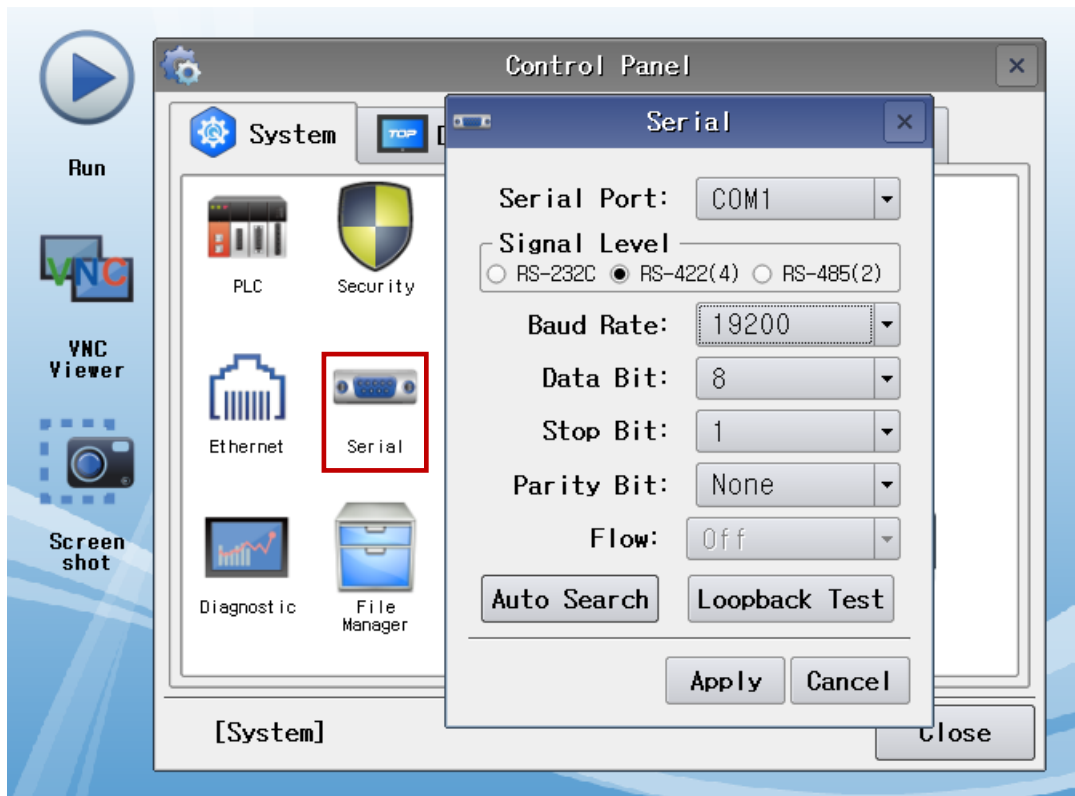 Control Panel
System
TOP
Serial
Run
VNC
VNC
Viewer
Screen
shot
PLC
Security
Ethernet
Serial
Diagnostic
File
Manager
Serial Port:
COM1
Signal Level
RS-232C
RS-422(4)
RS-485(2)
Baud Rate:
19200
Data Bit:
8
Stop Bit:
1
Parity Bit:
None
Flow:
Off
Auto Search
Loopback Test
Apply
Cancel
[System]
Close